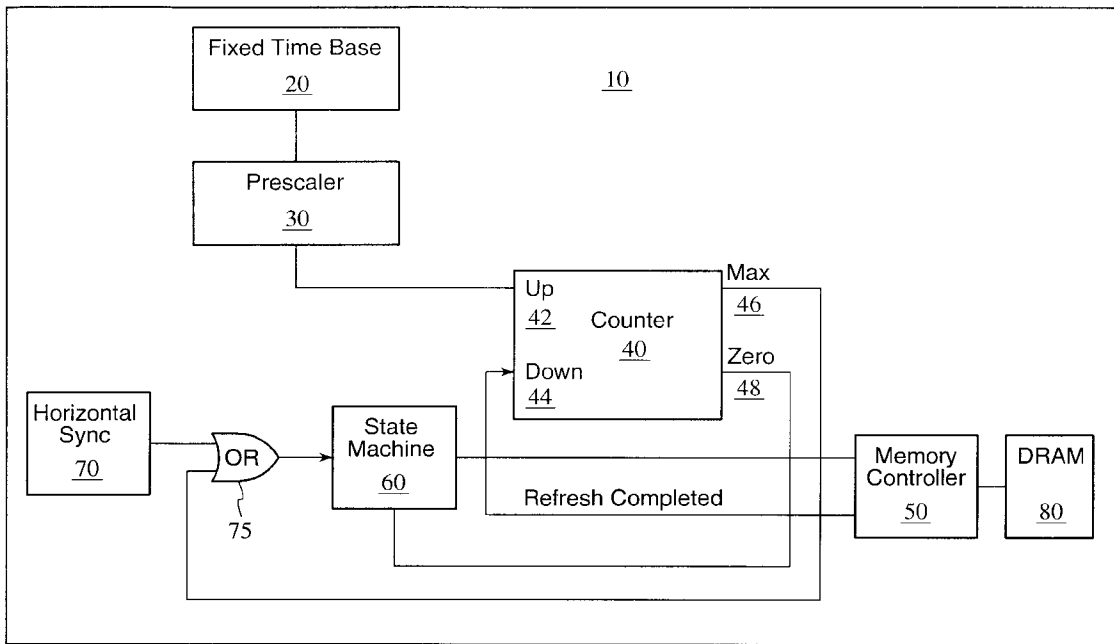 Fixed Time Base
20
10
Prescaler
30
Up
42
Counter
40
Down
44
Max
46
Zero
48
Horizontal
Sync
70
OR
75
State
Machine
60
Refresh Completed
Memory
Controller
50
DRAM
80